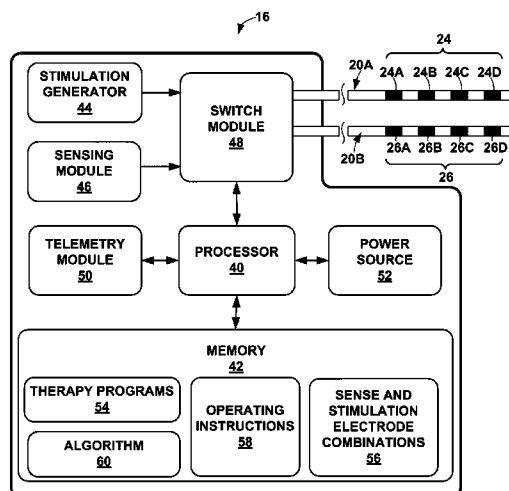 16
24
20A
24A 24B 24C 24D
STIMULATION
GENERATOR
44
SWITCH
MODULE
48
20B
26A 26B 26C 26D
26
SENSING
MODULE
46
TELEMETRY
MODULE
50
PROCESSOR
40
POWER
SOURCE
52
MEMORY
42
THERAPY PROGRAMS
54
ALGORITHM
60
OPERATING
INSTRUCTIONS
58
SENSE AND
STIMULATION
ELECTRODE
COMBINATIONS
56